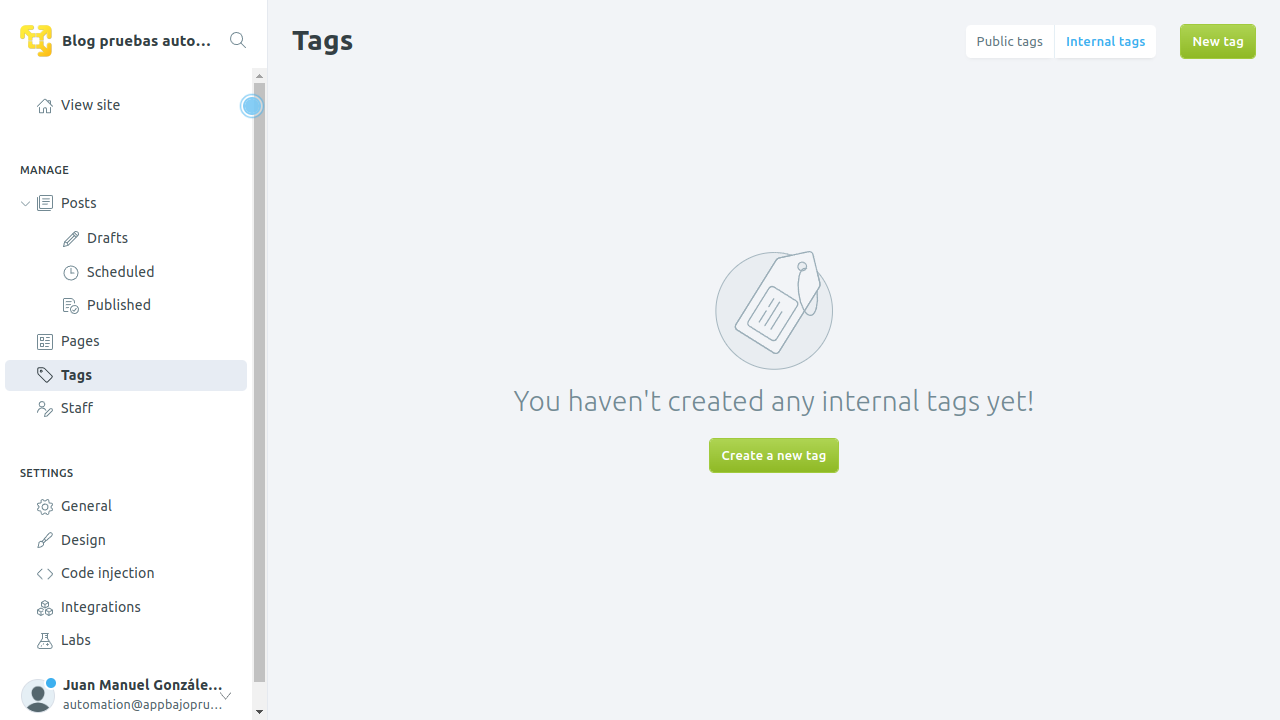 Blog pruebas auto...
View site
MANAGE
Posts
Drafts
Scheduled
Published
Pages
Tags
Staff
SETTINGS
General
Design
Code injection
Integrations
Labs
Juan Manuel Gonzále...
automation@appbajopru...
Tags
Public tags
Internal tags
New tag
You haven't created any internal tags yet!
Create a new tag